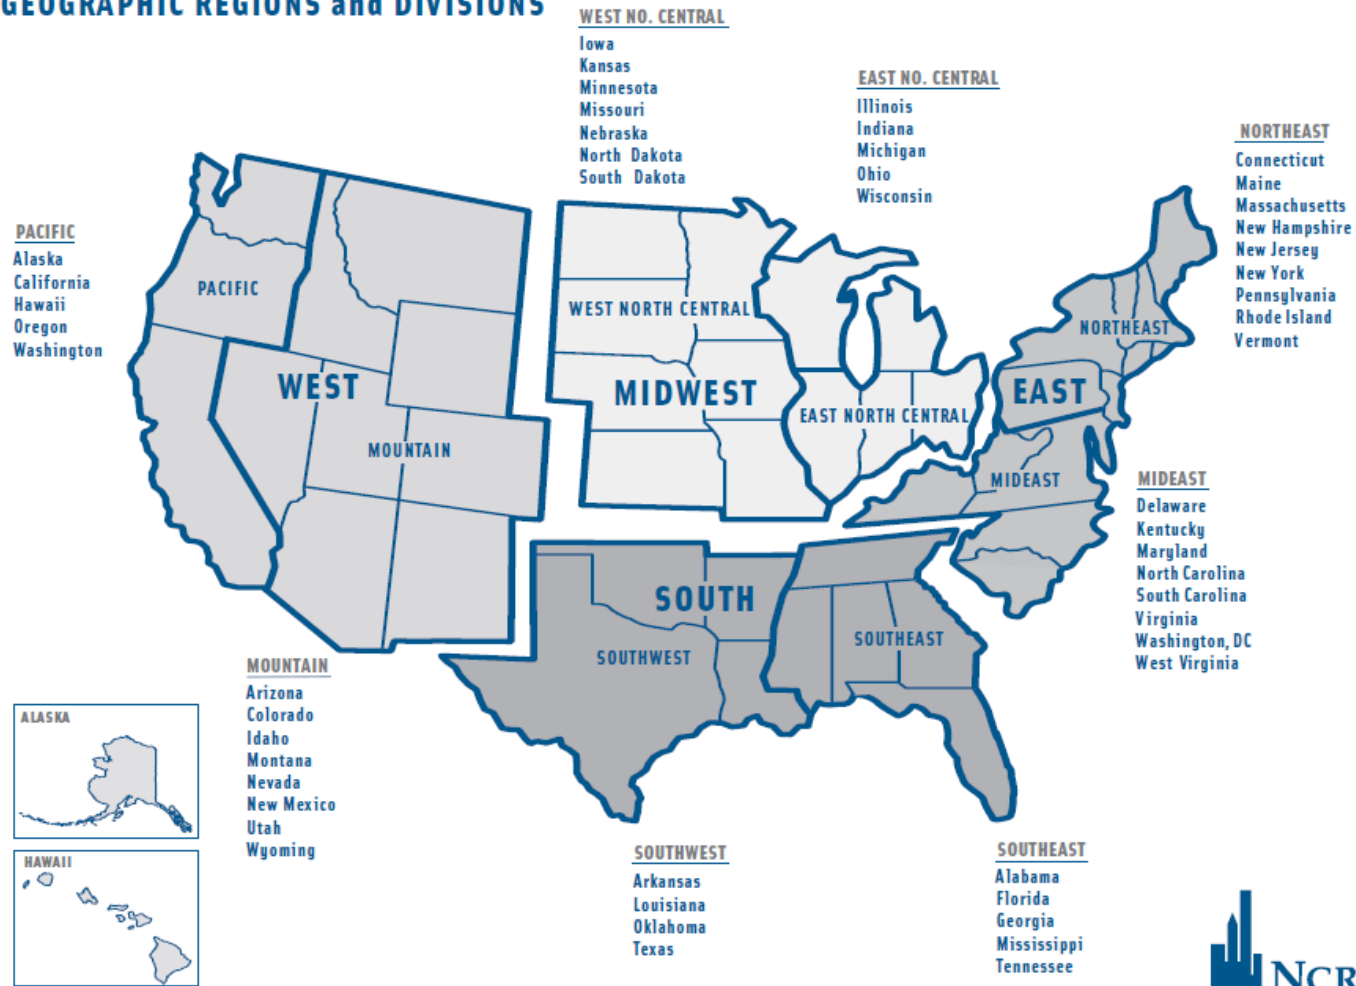 GEOGRAPHIC REGIONS and DIVISIONS
WEST NO. CENTRAL
Iowa
Kansas
Minnesota
Missouri
Nebraska
North Dakota
South Dakota
EAST NO. CENTRAL
Illinois
Indiana
Michigan
Ohio
Wisconsin
NORTHEAST
Connecticut
Maine
Massachusetts
New Hampshire
New Jersey
New York
Pennsylvania
Rhode Island
Vermont
PACIFIC
Alaska
California
Hawaii
Oregon
Washington
PACIFIC
WEST
MOUNTAIN
WEST NORTH CENTRAL
MIDWEST
EAST NORTH CENTRAL
NORTHEAST
EAST
MIDEAST
SOUTH
SOUTHWEST
SOUTHEAST
MIDEAST
Delaware
Kentucky
Maryland
North Carolina
South Carolina
Virginia
Washington, DC
West Virginia
MOUNTAIN
Arizona
Colorado
Idaho
Montana
Nevada
New Mexico
Utah
Wyoming
ALASKA
HAWAII
SOUTHWEST
Arkansas
Louisiana
Oklahoma
Texas
SOUTHEAST
Alabama
Florida
Georgia
Mississippi
Tennessee
NCR